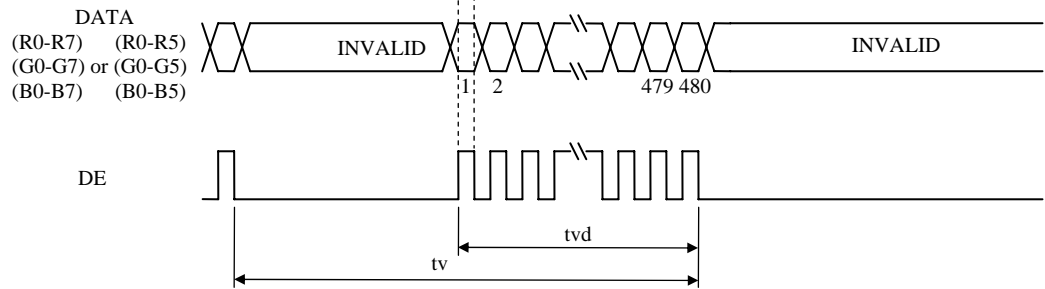 DATA
(R0-R7) (R0-R5)
(G0-G7) or (G0-G5)
(B0-B7) (B0-B5)
INVALID INVALID
1 2 479 480
DE
tvd
tv